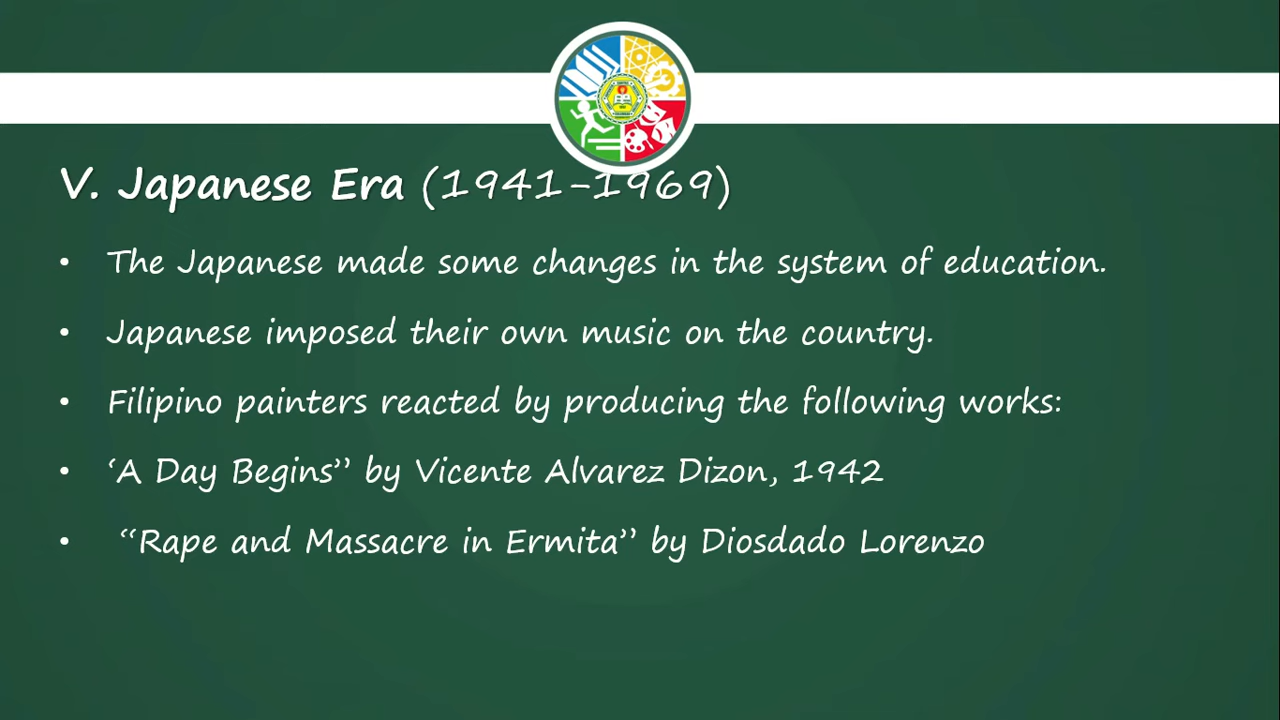 V. Japanese Era (1941-1969)
• The Japanese made some changes in the system of education.
• Japanese imposed their own music on the country.
• Filipino painters reacted by producing the following works:
• ‘A Day Begins” by Vicente Alvarez Dizon, 1942
• “Rape and Massacre in Ermita” by Diosdado Lorenzo